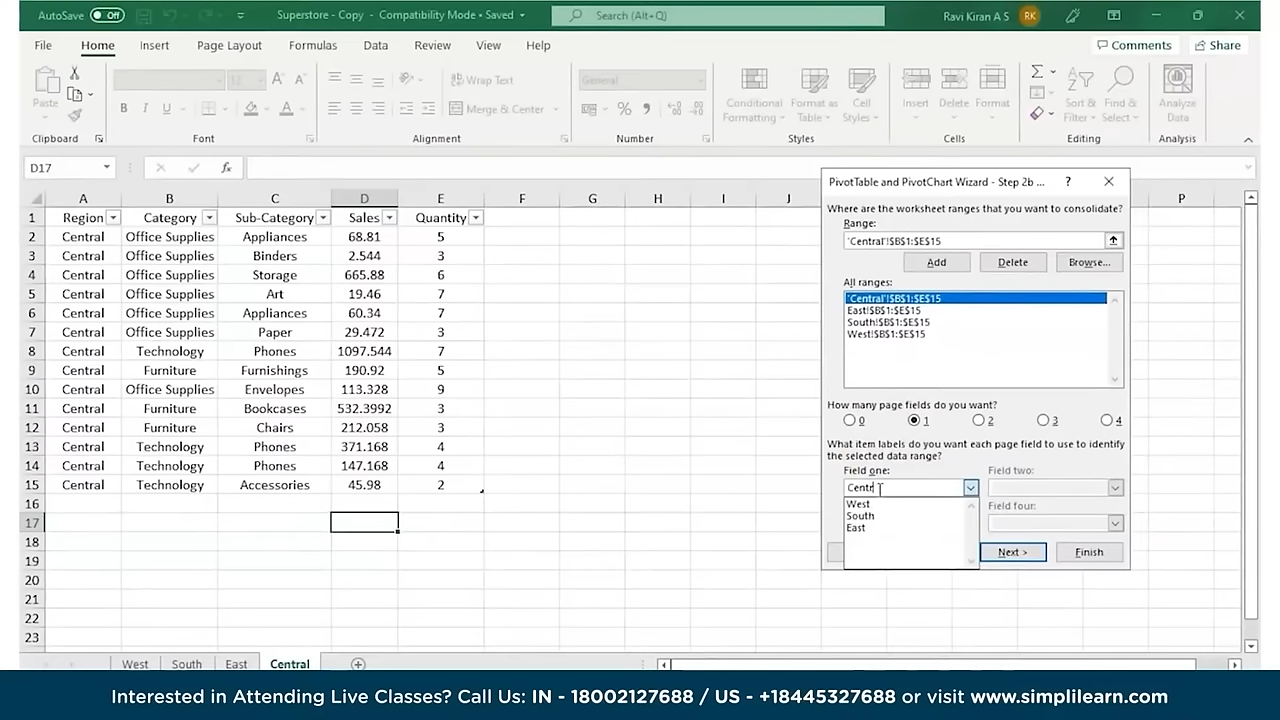 AutoSave Off Superstore - Copy - Compatibility Mode • Saved Search (Alt+Q) Ravi Kiran A S RK
File Home Insert Page Layout Formulas Data Review View Help Comments Share
Paste Wrap Text General Conditional Formatting Format as Table Cell Styles Insert Delete Format Sort & Filter Find & Select Analyze Data
B I U Merge & Center
Clipboard Font Alignment Number Styles Cells Editing Analysis
D17 fx
A B C D E F G H I J P
1 Region Category Sub-Category Sales Quantity
2 Central Office Supplies Appliances 68.81 5
3 Central Office Supplies Binders 2.544 3
4 Central Office Supplies Storage 665.88 6
5 Central Office Supplies Art 19.46 7
6 Central Office Supplies Appliances 60.34 7
7 Central Office Supplies Paper 29.472 3
8 Central Technology Phones 1097.544 7
9 Central Furniture Furnishings 190.92 5
10 Central Office Supplies Envelopes 113.328 9
11 Central Furniture Bookcases 532.3992 3
12 Central Furniture Chairs 212.058 3
13 Central Technology Phones 371.168 4
14 Central Technology Phones 147.168 4
15 Central Technology Accessories 45.98 2
16
17
18
19
20
21
22
23
PivotTable and PivotChart Wizard - Step 2b ... ?
Where are the worksheet ranges that you want to consolidate?
Range:
'Central'!$B$1:$E$15
Add Delete Browse...
All ranges:
'Central'!$B$1:$E$15
East!$B$1:$E$15
South!$B$1:$E$15
West!$B$1:$E$15
How many page fields do you want?
0 1 2 3 4
What item labels do you want each page field to use to identify
the selected data range?
Field one: Field two:
Centr
West
South Field four:
East
Next > Finish
West South East Central
Interested in Attending Live Classes? Call Us: IN - 18002127688 / US - +18445327688 or visit www.simplilearn.com